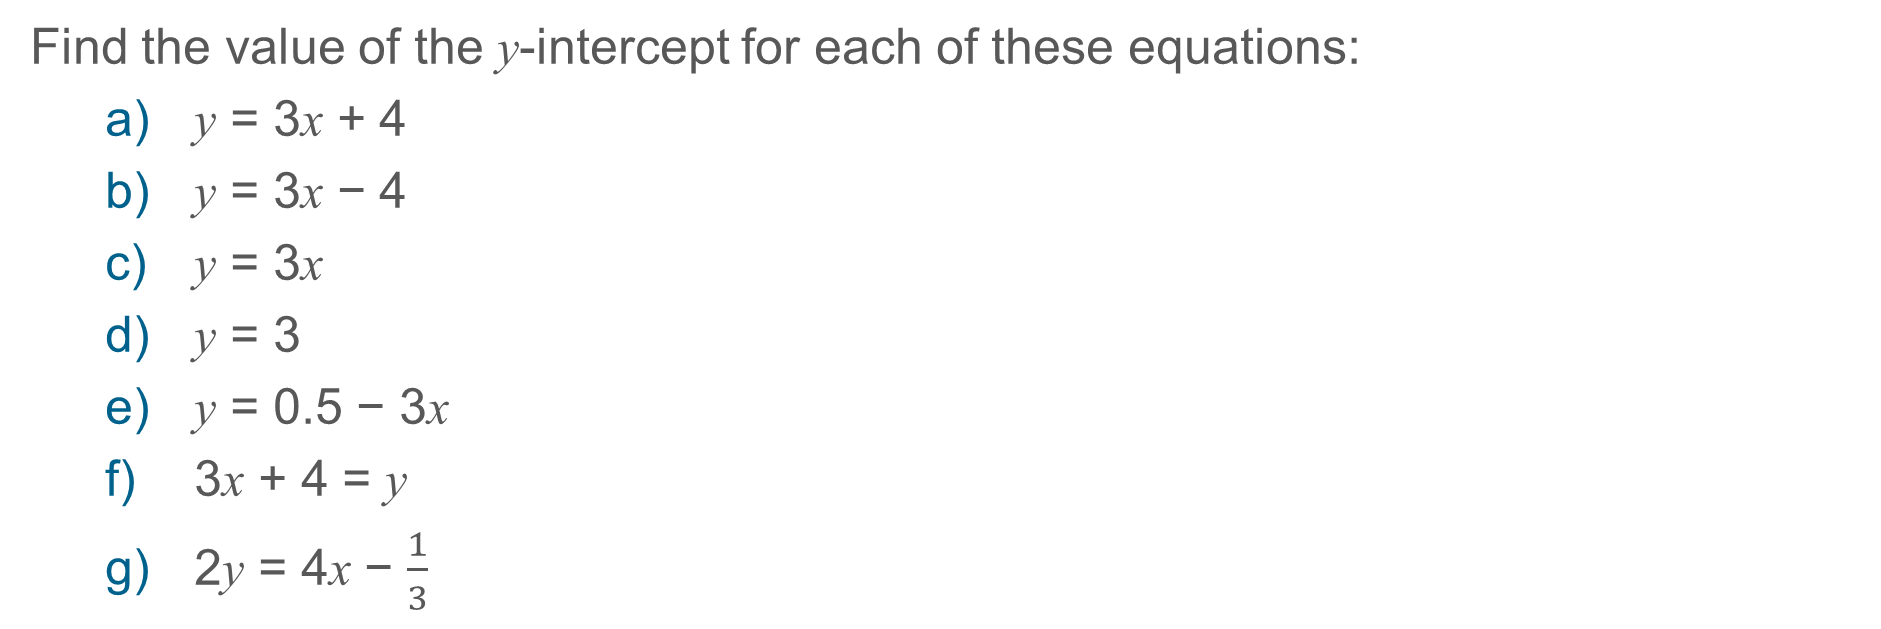 Find the value of the y-intercept for each of these equations:
a) y = 3x + 4
b) y = 3x − 4
c) y = 3x
d) y = 3
e) y = 0.5 − 3x
f) 3x + 4 = y
g) 2y = 4x − 1/3